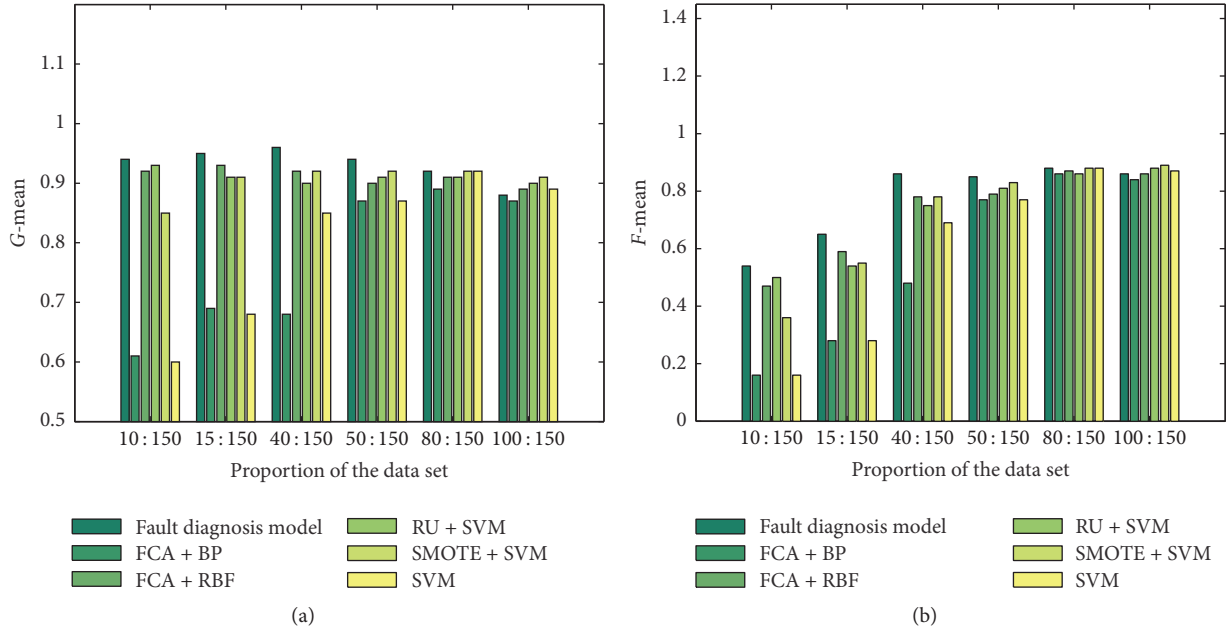 1.1
1
0.9
0.8
0.7
0.6
0.5
G-mean
10 : 150
15 : 150
40 : 150
50 : 150
80 : 150
100 : 150
Proportion of the data set
Fault diagnosis model
FCA + BP
FCA + RBF
RU + SVM
SMOTE + SVM
SVM
(a)
1.4
1.2
1
0.8
0.6
0.4
0.2
0
F-mean
10 : 150
15 : 150
40 : 150
50 : 150
80 : 150
100 : 150
Proportion of the data set
Fault diagnosis model
FCA + BP
FCA + RBF
RU + SVM
SMOTE + SVM
SVM
(b)